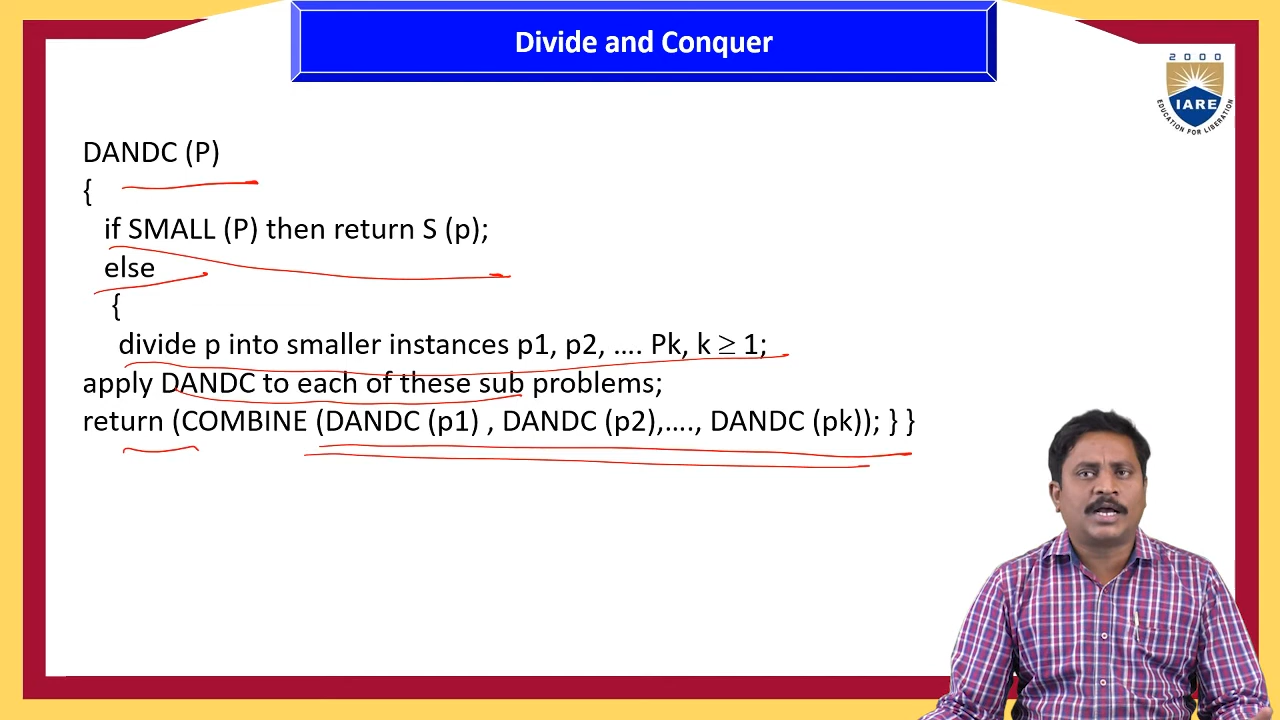 Divide and Conquer
2000
IARE
EDUCATION FOR LIBERATION
DANDC (P)
{
if SMALL (P) then return S (p);
else
{
divide p into smaller instances p1, p2, …. Pk, k ≥ 1;
apply DANDC to each of these sub problems;
return (COMBINE (DANDC (p1) , DANDC (p2),…., DANDC (pk)); } }